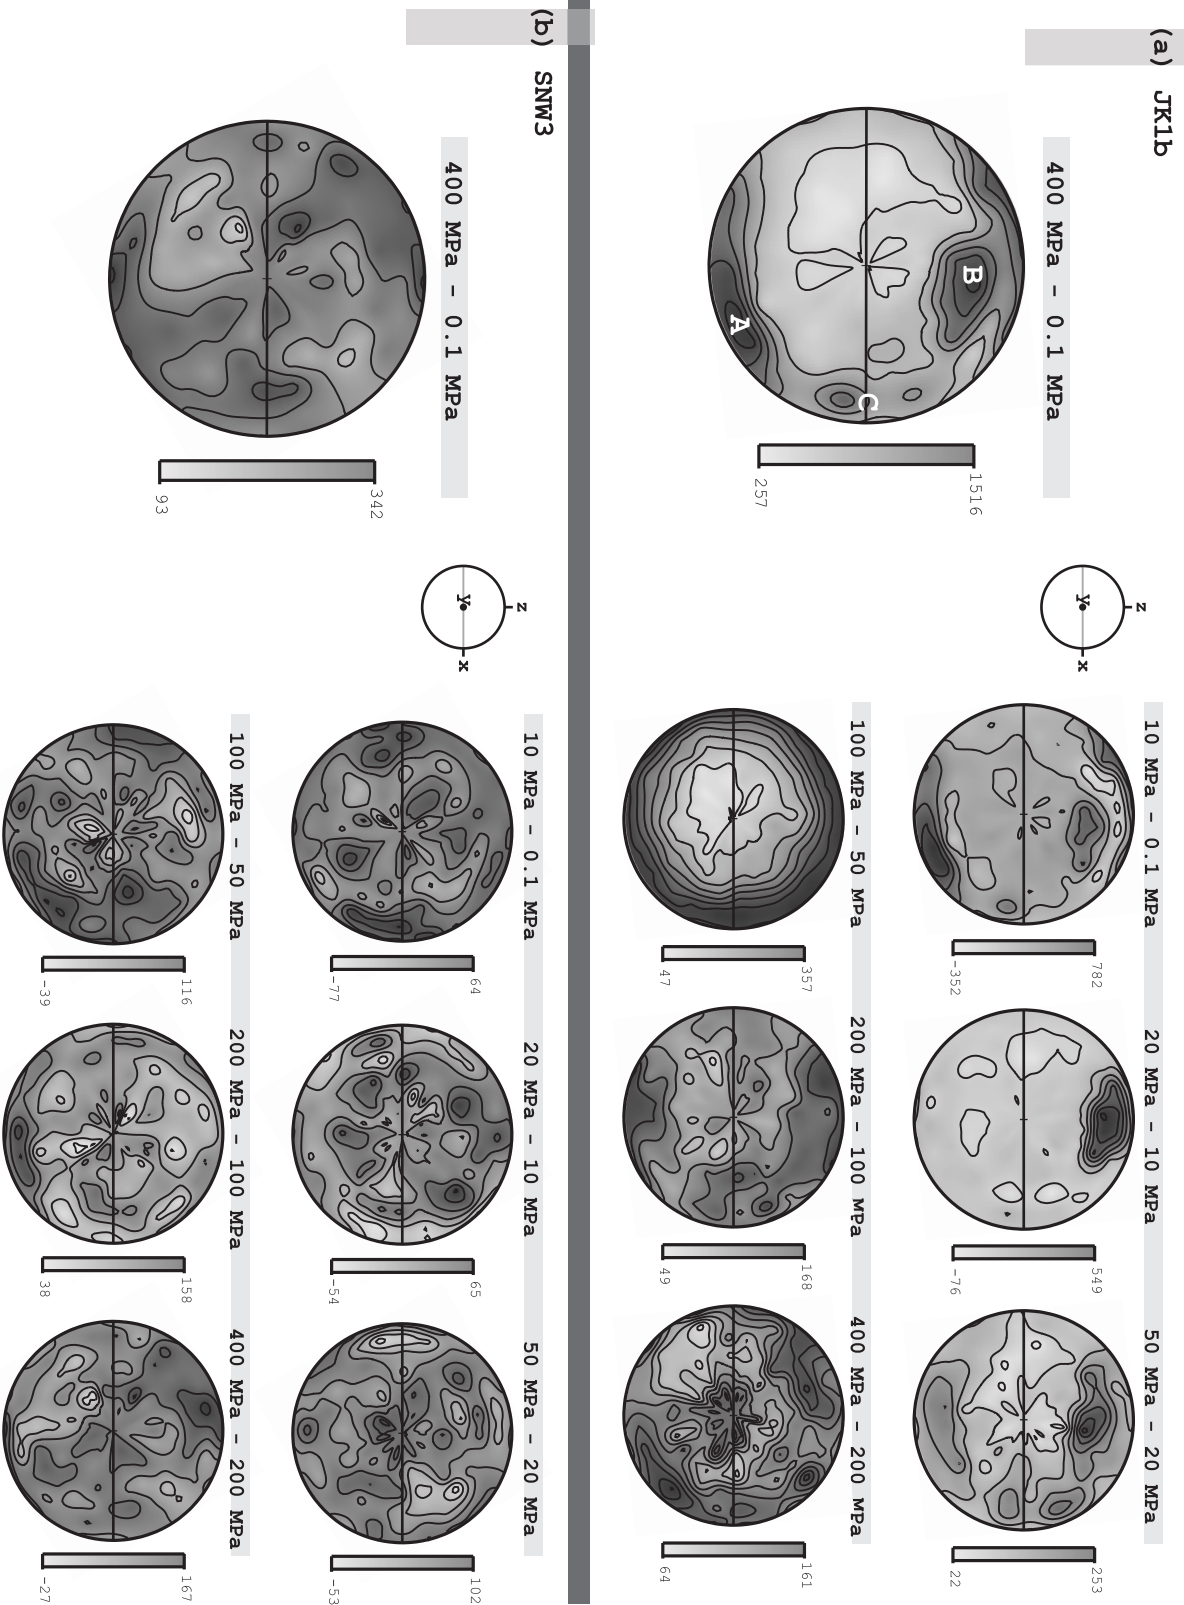 (a) JK1b
400 MPa - 0.1 MPa
A
B
C
257 1516
z
y
x
10 MPa - 0.1 MPa 20 MPa - 10 MPa 50 MPa - 20 MPa
-352 782 -76 549 22 253
100 MPa - 50 MPa 200 MPa - 100 MPa 400 MPa - 200 MPa
47 357 49 168 64 161
(b) SNW3
400 MPa - 0.1 MPa
93 342
z
y
x
10 MPa - 0.1 MPa 20 MPa - 10 MPa 50 MPa - 20 MPa
-77 64 -54 65 -53 102
100 MPa - 50 MPa 200 MPa - 100 MPa 400 MPa - 200 MPa
-39 116 38 158 -27 167